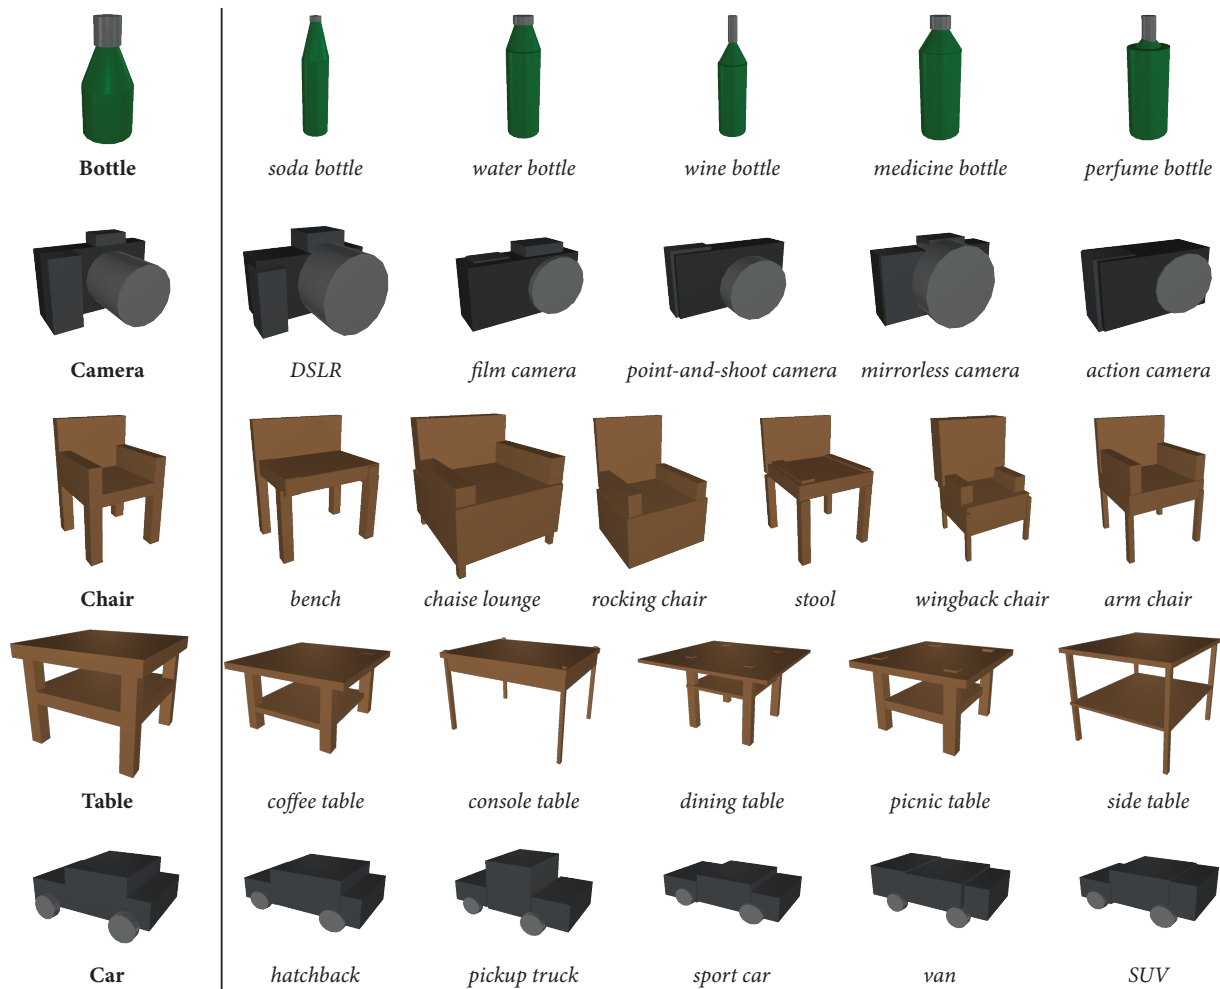 Bottle soda bottle water bottle wine bottle medicine bottle perfume bottle
Camera DSLR film camera point-and-shoot camera mirrorless camera action camera
Chair bench chaise lounge rocking chair stool wingback chair arm chair
Table coffee table console table dining table picnic table side table
Car hatchback pickup truck sport car van SUV